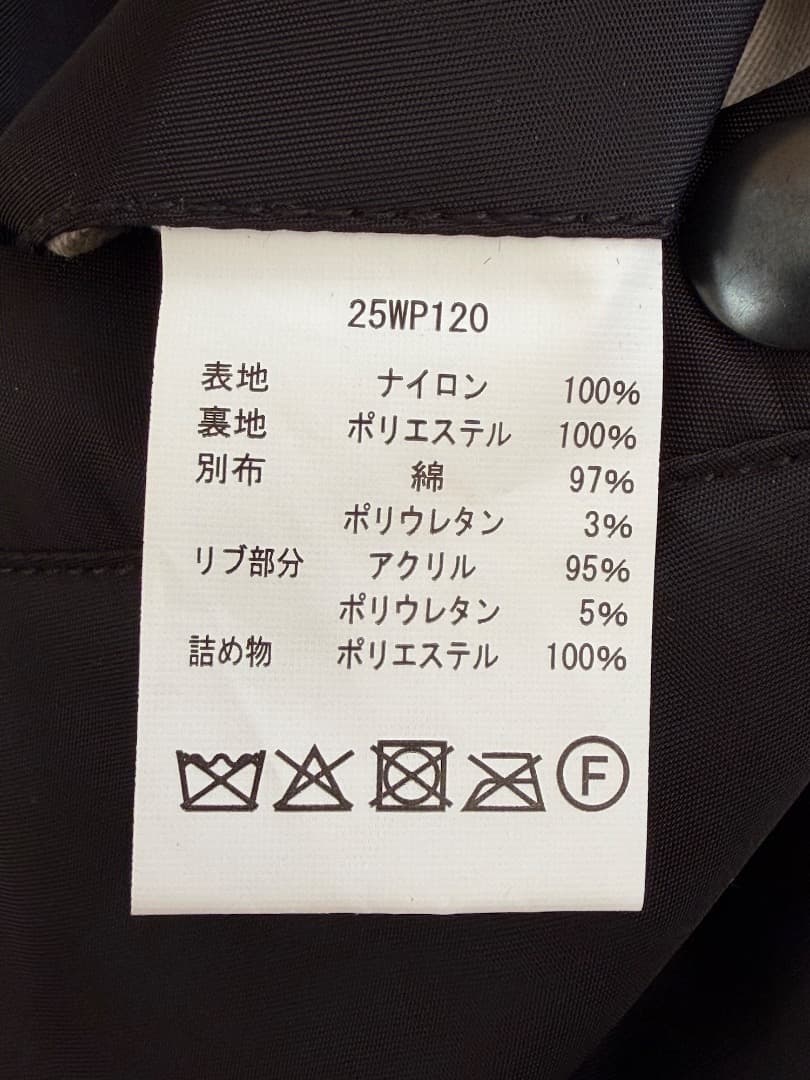 25WP120
表地 ナイロン 100%
裏地 ポリエステル 100%
別布 綿 97%
ポリウレタン 3%
リブ部分 アクリル 95%
ポリウレタン 5%
詰め物 ポリエステル 100%
F